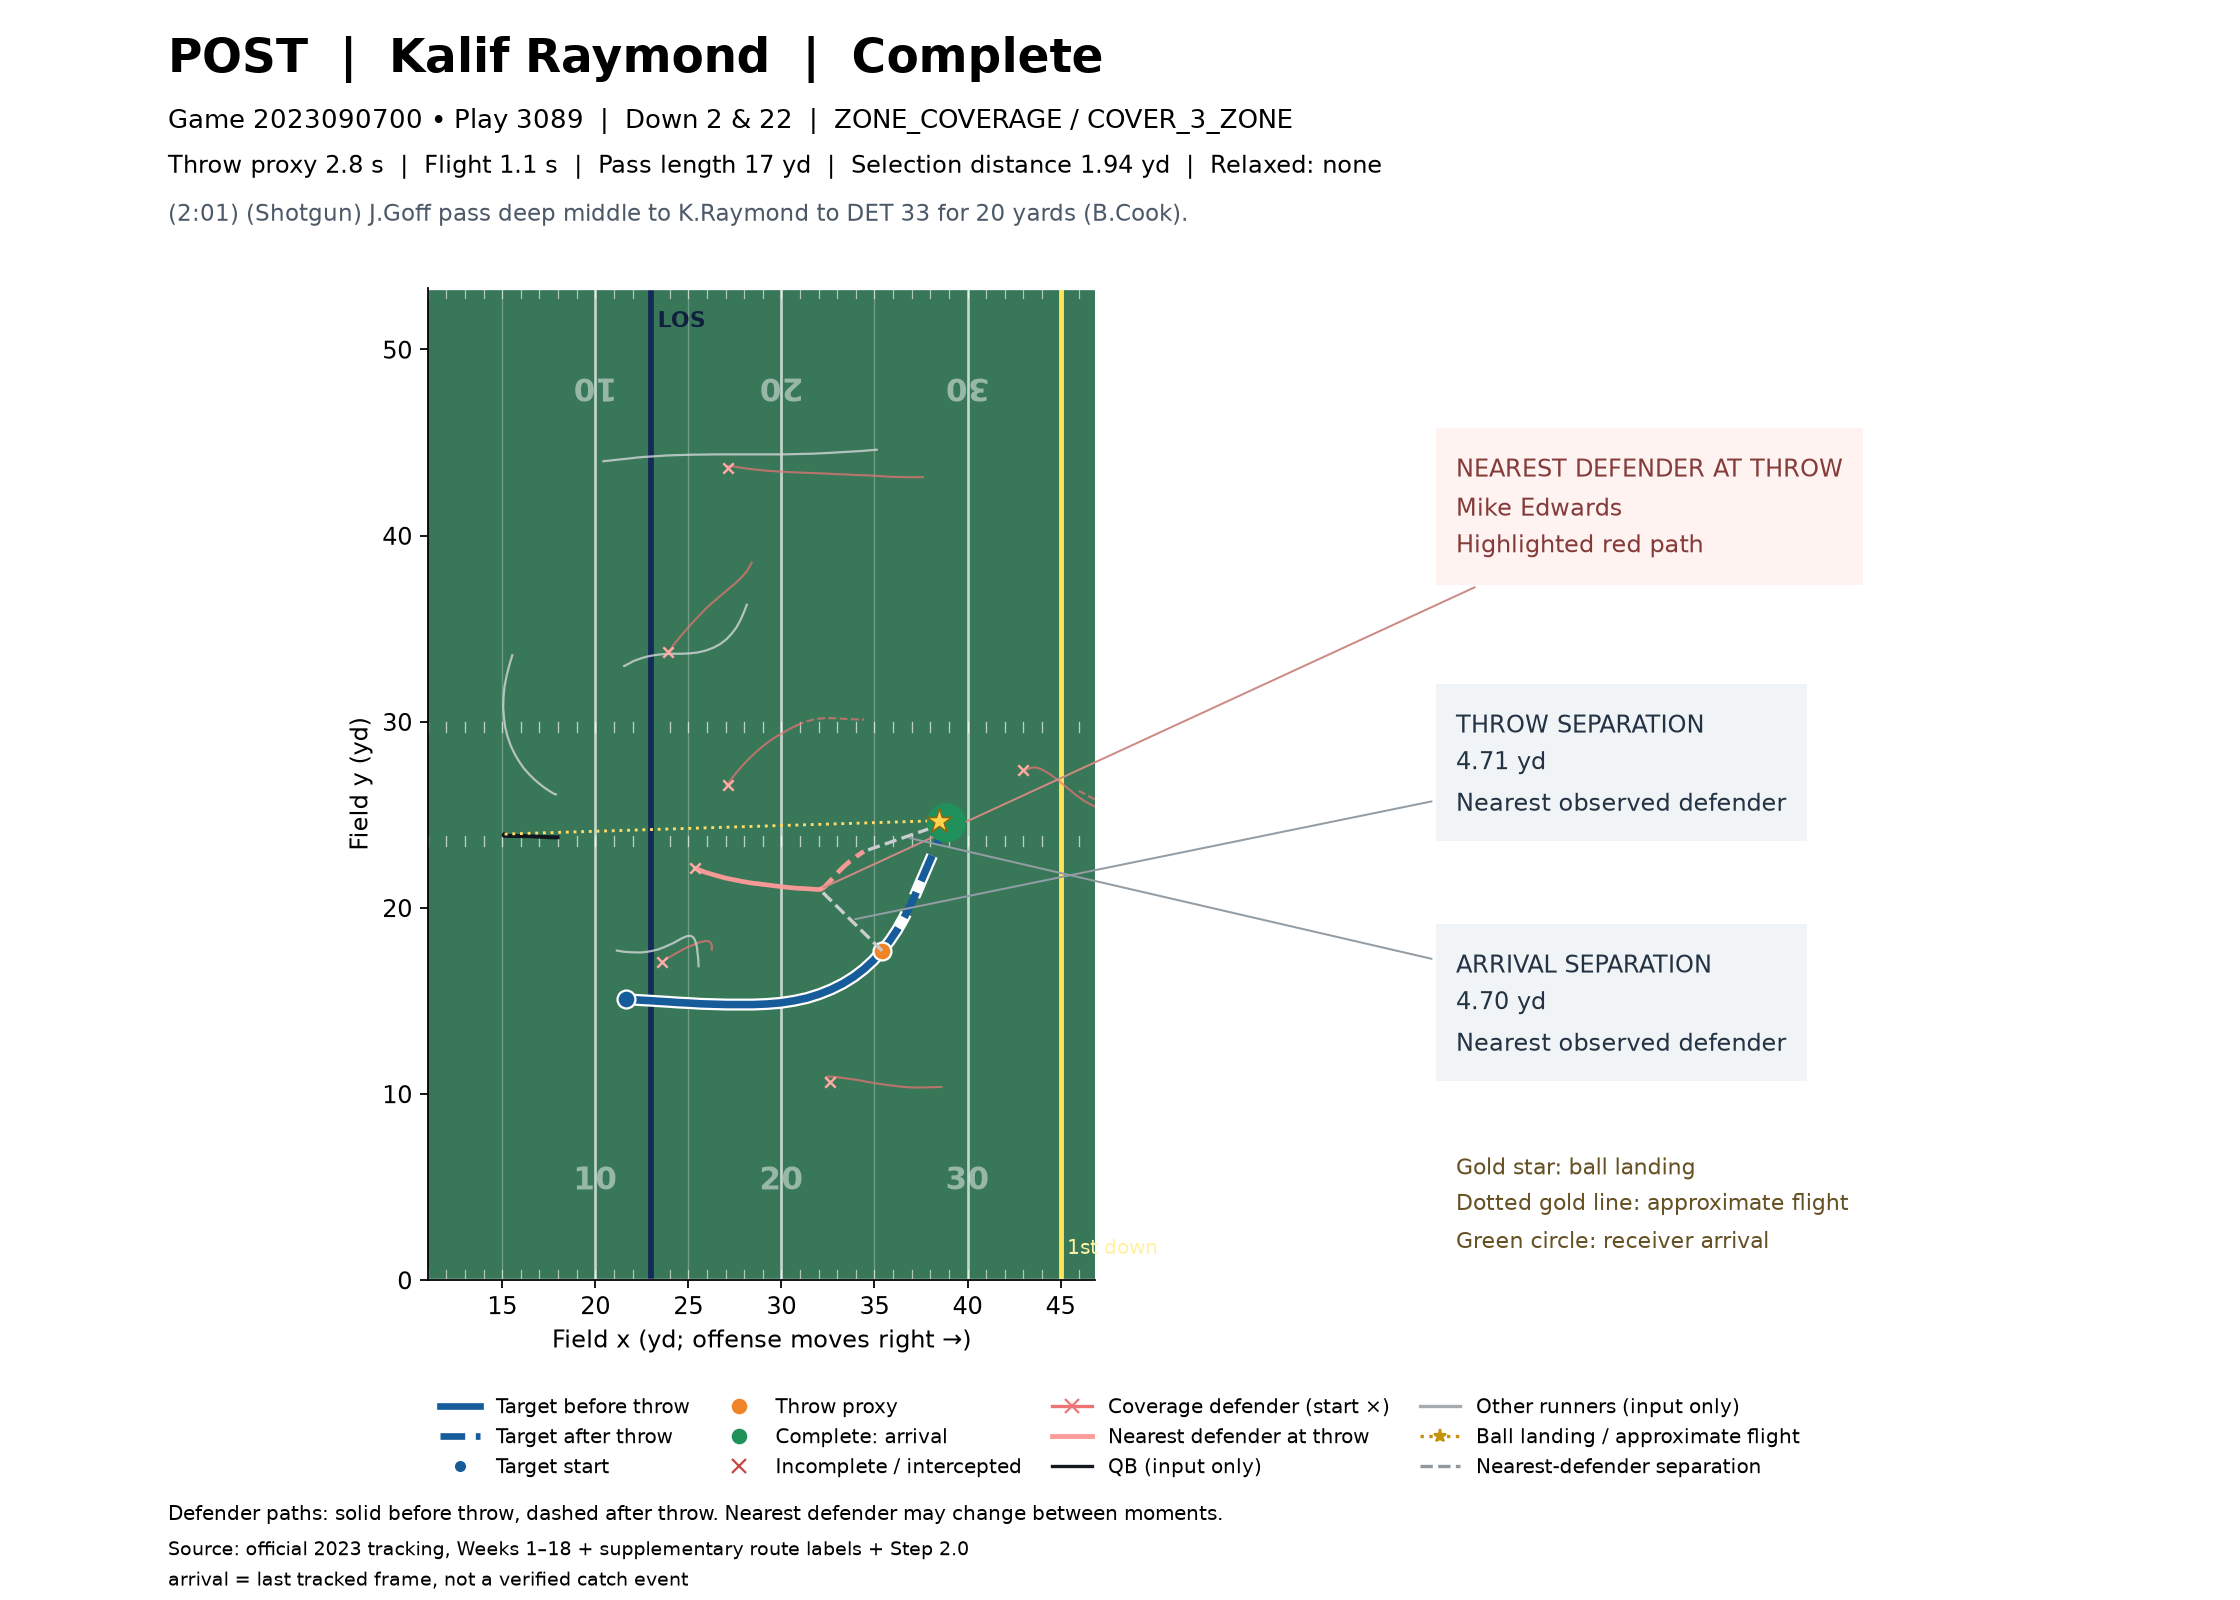 POST | Kalif Raymond | Complete
Game 2023090700 • Play 3089 | Down 2 & 22 | ZONE_COVERAGE / COVER_3_ZONE
Throw proxy 2.8 s | Flight 1.1 s | Pass length 17 yd | Selection distance 1.94 yd | Relaxed: none
(2:01) (Shotgun) J.Goff pass deep middle to K.Raymond to DET 33 for 20 yards (B.Cook).
LOS
10 20 30
50
40
30
20
10
0
Field y (yd)
10 20 30
1st down
15 20 25 30 35 40 45
Field x (yd; offense moves right →)
NEAREST DEFENDER AT THROW
Mike Edwards
Highlighted red path
THROW SEPARATION
4.71 yd
Nearest observed defender
ARRIVAL SEPARATION
4.70 yd
Nearest observed defender
Gold star: ball landing
Dotted gold line: approximate flight
Green circle: receiver arrival
Target before throw
Target after throw
Target start
Throw proxy
Complete: arrival
Incomplete / intercepted
Coverage defender (start ×)
Nearest defender at throw
QB (input only)
Other runners (input only)
Ball landing / approximate flight
Nearest-defender separation
Defender paths: solid before throw, dashed after throw. Nearest defender may change between moments.
Source: official 2023 tracking, Weeks 1–18 + supplementary route labels + Step 2.0
arrival = last tracked frame, not a verified catch event